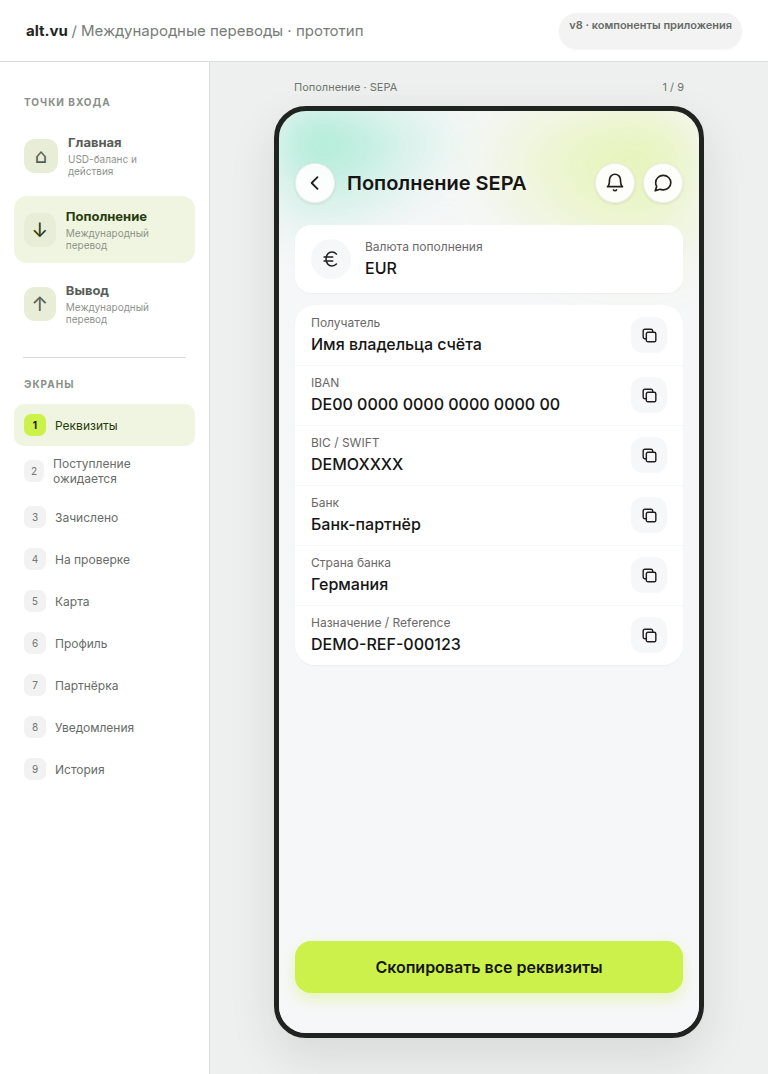 alt.vu / Международные переводы · прототип
v8 · компоненты приложения
ТОЧКИ ВХОДА
Главная
USD-баланс и
действия
Пополнение
Международный
перевод
Вывод
Международный
перевод
ЭКРАНЫ
1 Реквизиты
2 Поступление
ожидается
3 Зачислено
4 На проверке
5 Карта
6 Профиль
7 Партнёрка
8 Уведомления
9 История
Пополнение · SEPA
1 / 9
Пополнение SEPA
€
Валюта пополнения
EUR
Получатель
Имя владельца счёта
IBAN
DE00 0000 0000 0000 0000 00
BIC / SWIFT
DEMOXXXX
Банк
Банк-партнёр
Страна банка
Германия
Назначение / Reference
DEMO-REF-000123
Скопировать все реквизиты